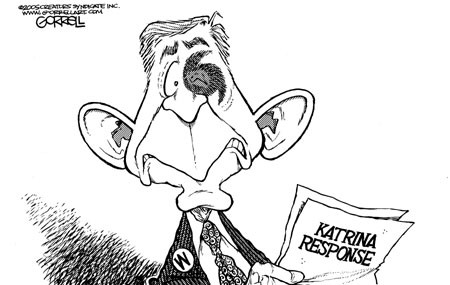 ©2005 CREATORS SYNDICATE INC.
WWW.GORRELLART.COM
GORRELL
KATRINA
RESPONSE
W